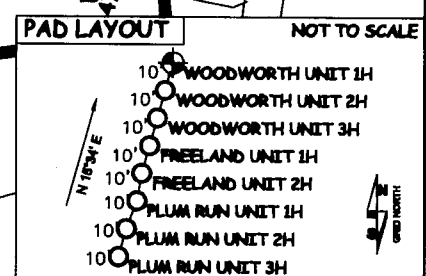 PAD LAYOUT
NOT TO SCALE
10' WOODWORTH UNIT 1H
10' WOODWORTH UNIT 2H
10' WOODWORTH UNIT 3H
10' FREELAND UNIT 1H
10' FREELAND UNIT 2H
10' PLUM RUN UNIT 1H
10' PLUM RUN UNIT 2H
10' PLUM RUN UNIT 3H
N 16°34' E
N
GRID NORTH